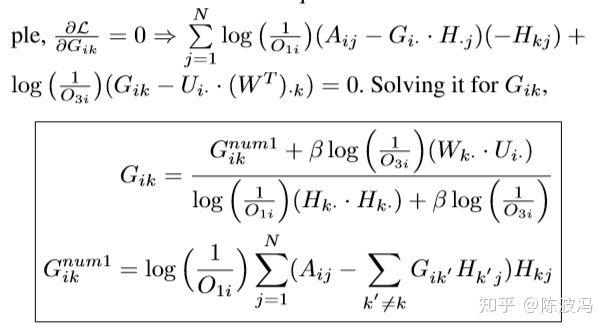 ple, $\frac{\partial \mathcal{L}}{\partial G_{ik}} = 0 \Rightarrow \sum_{j=1}^{N} \log\left(\frac{1}{O_{1i}}\right)(A_{ij} - G_{i\cdot} \cdot H_{\cdot j})(-H_{kj}) +$
$\log\left(\frac{1}{O_{3i}}\right)(G_{ik} - U_{i\cdot} \cdot (W^T)_{\cdot k}) = 0$. Solving it for $G_{ik}$,
$G_{ik} = \frac{G_{ik}^{num1} + \beta \log\left(\frac{1}{O_{3i}}\right)(W_{k\cdot} \cdot U_{i\cdot})}{\log\left(\frac{1}{O_{1i}}\right)(H_{k\cdot} \cdot H_{k\cdot}) + \beta \log\left(\frac{1}{O_{3i}}\right)}$
$G_{ik}^{num1} = \log\left(\frac{1}{O_{1i}}\right) \sum_{j=1}^{N} (A_{ij} - \sum_{k' \neq k} G_{ik'} H_{k'j}) H_{kj}$
知乎 @陈波冯